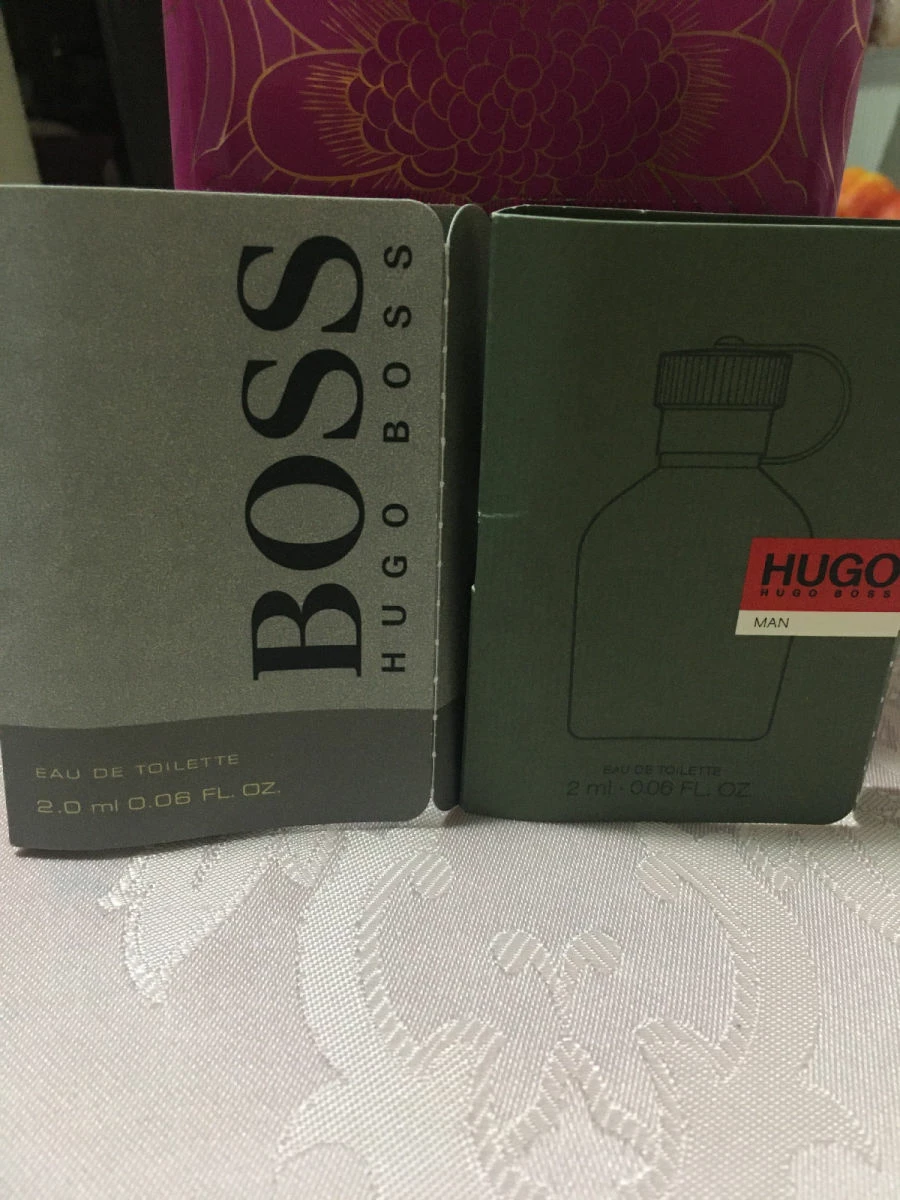 BOSS
HUGO BOSS
EAU DE TOILETTE
2.0 ml 0.06 FL. OZ.
HUGO
HUGO BOSS
MAN
EAU DE TOILETTE
2 ml · 0.06 FL. OZ